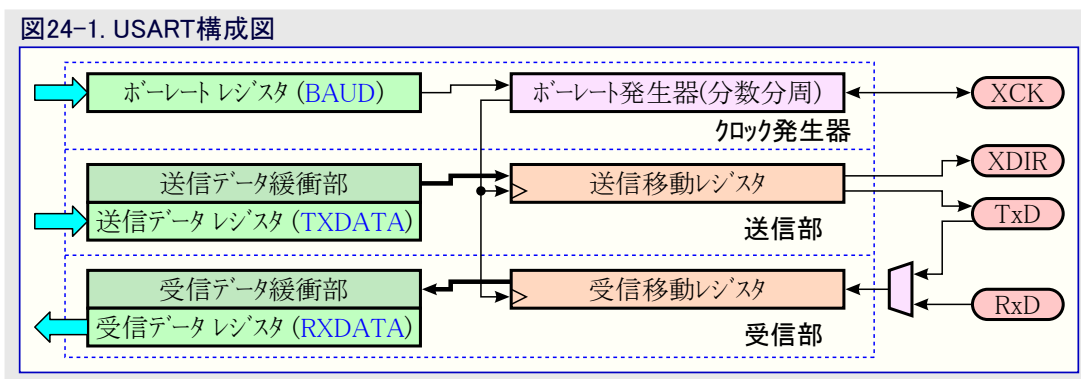 図24-1. USART構成図
ボーレート レジスタ (BAUD)
ボーレート発生器(分数分周)
XCK
クロック発生器
XDIR
送信データ緩衝部
送信移動レジスタ
送信データ レジスタ (TXDATA)
TxD
送信部
受信データ緩衝部
受信移動レジスタ
RxD
受信データ レジスタ (RXDATA)
受信部